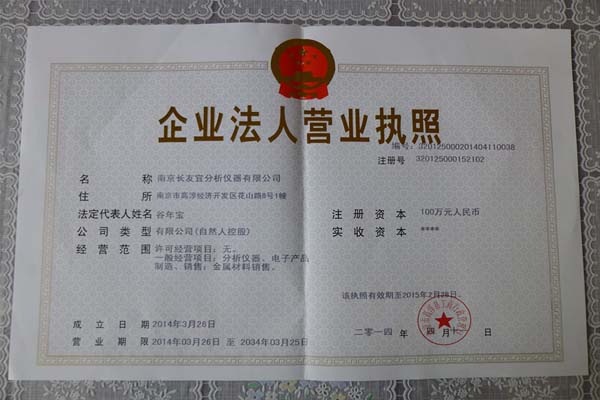 企业法人营业执照
编号：320125000201404110038
注册号 320125000152102
名 称 南京长友宜分析仪器有限公司
住 所 南京市高淳经济开发区花山路8号1幢
法定代表人姓名 谷年宝
注册资本 100万元人民币
公司类型 有限公司(自然人控股)
实收资本 ****
经营范围 许可经营项目：无。
一般经营项目：分析仪器、电子产品
制造、销售；金属材料销售。
该执照有效期至2015年2月28日。
成立日期 2014年3月26日
二〇一四 年 四 月 日
营业期限 2014年03月26日 至 2034年03月25日